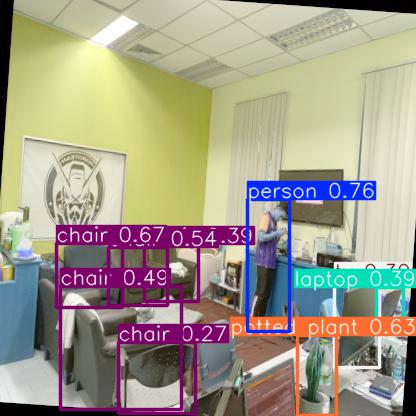 person 0.76
chair 0.67
0.54
.39
chair 0.49
laptop 0.39
chair 0.27
potted plant 0.63